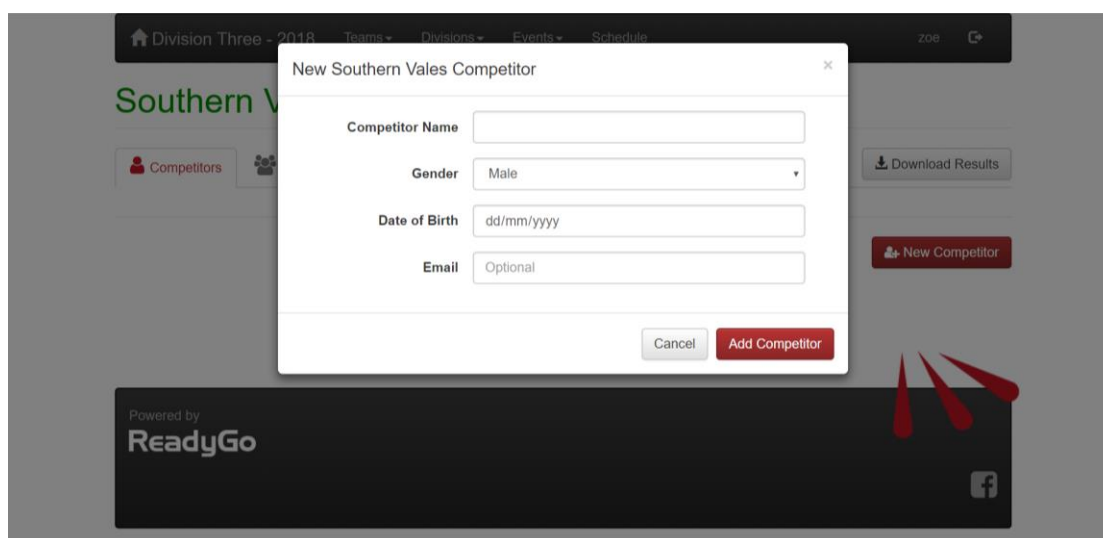 Division Three - 2018 Teams Divisions Events Schedule zoe
New Southern Vales Competitor ×
Southern V
Competitor Name
Competitors
Download Results
Gender Male
Date of Birth dd/mm/yyyy
New Competitor
Email Optional
Cancel Add Competitor
Powered by
ReadyGo